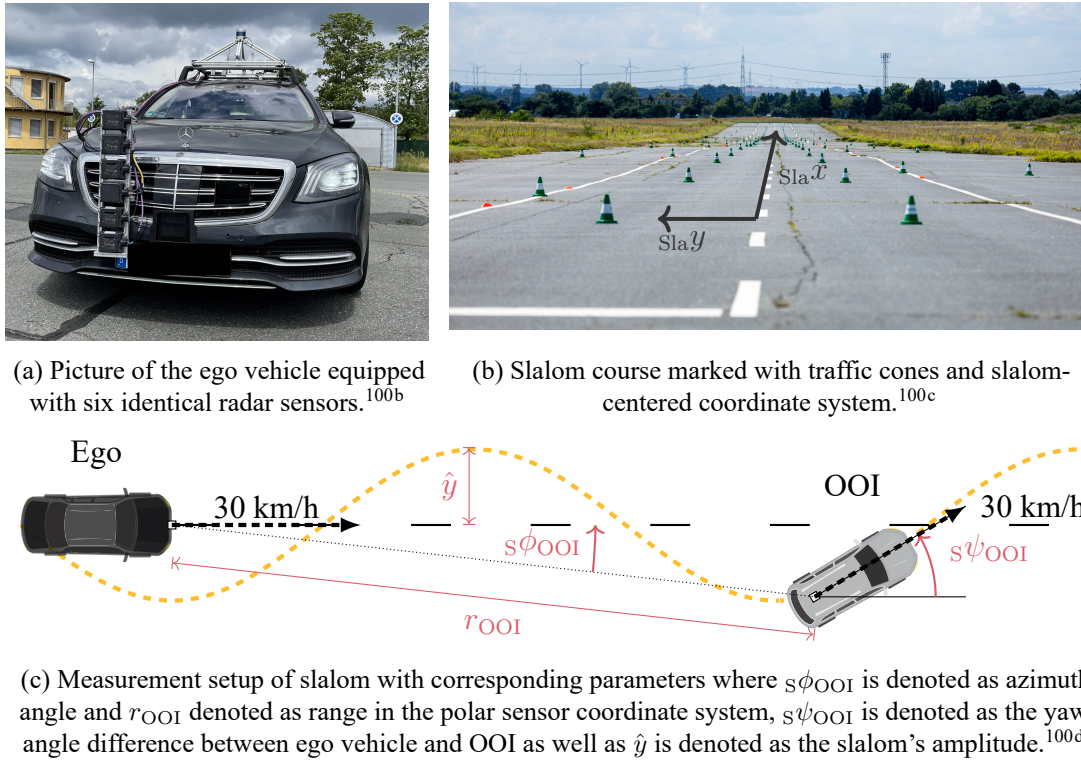 Sla x
Sla y
(a) Picture of the ego vehicle equipped
with six identical radar sensors.100b
(b) Slalom course marked with traffic cones and slalom-
centered coordinate system.100c
Ego
OOI
30 km/h
ŷ
30 km/h
SϕOOI
SψOOI
rOOI
(c) Measurement setup of slalom with corresponding parameters where SϕOOI is denoted as azimuth
angle and rOOI denoted as range in the polar sensor coordinate system, SψOOI is denoted as the yaw
angle difference between ego vehicle and OOI as well as ŷ is denoted as the slalom's amplitude.100d